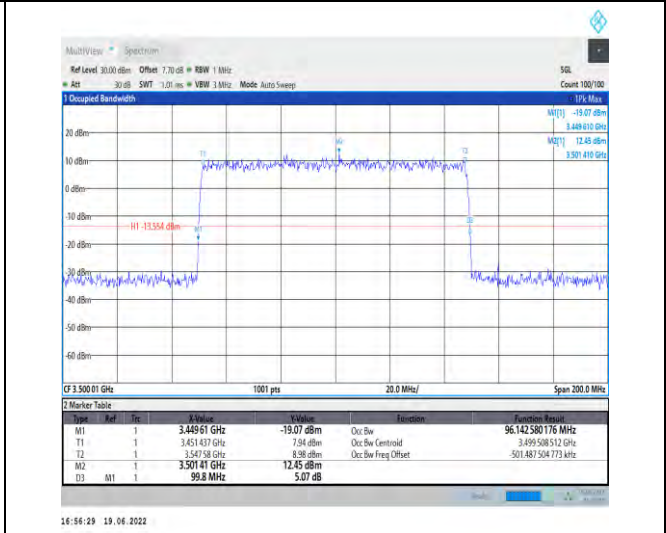 MultiView Spectrum
Ref Level 30.00 dBm Offset 7.70 dB RBW 1 MHz SGL
Att 30 dB SWT 1.01 ms VBW 3 MHz Mode Auto Sweep Count 100/100
1 Occupied Bandwidth 1Pk Max
M1[1] -19.07 dBm
3.449 610 GHz
M2[1] 12.45 dBm
3.501 410 GHz
20 dBm
10 dBm
0 dBm
-10 dBm
H1 -13.554 dBm
-20 dBm
-30 dBm
-40 dBm
-50 dBm
-60 dBm
T1
M2
T2
M1
D3
CF 3.500 01 GHz 1001 pts 20.0 MHz/ Span 200.0 MHz
2 Marker Table
Type Ref Trc X-Value Y-Value Function Function Result
M1 1 3.449 61 GHz -19.07 dBm Occ Bw 96.142 580 176 MHz
T1 1 3.451 437 GHz 7.94 dBm Occ Bw Centroid 3.499 508 512 GHz
T2 1 3.547 58 GHz 8.98 dBm Occ Bw Freq Offset -501.487 504 773 kHz
M2 1 3.501 41 GHz 12.45 dBm
D3 M1 1 99.8 MHz 5.07 dB
16:56:29 19.06.2022